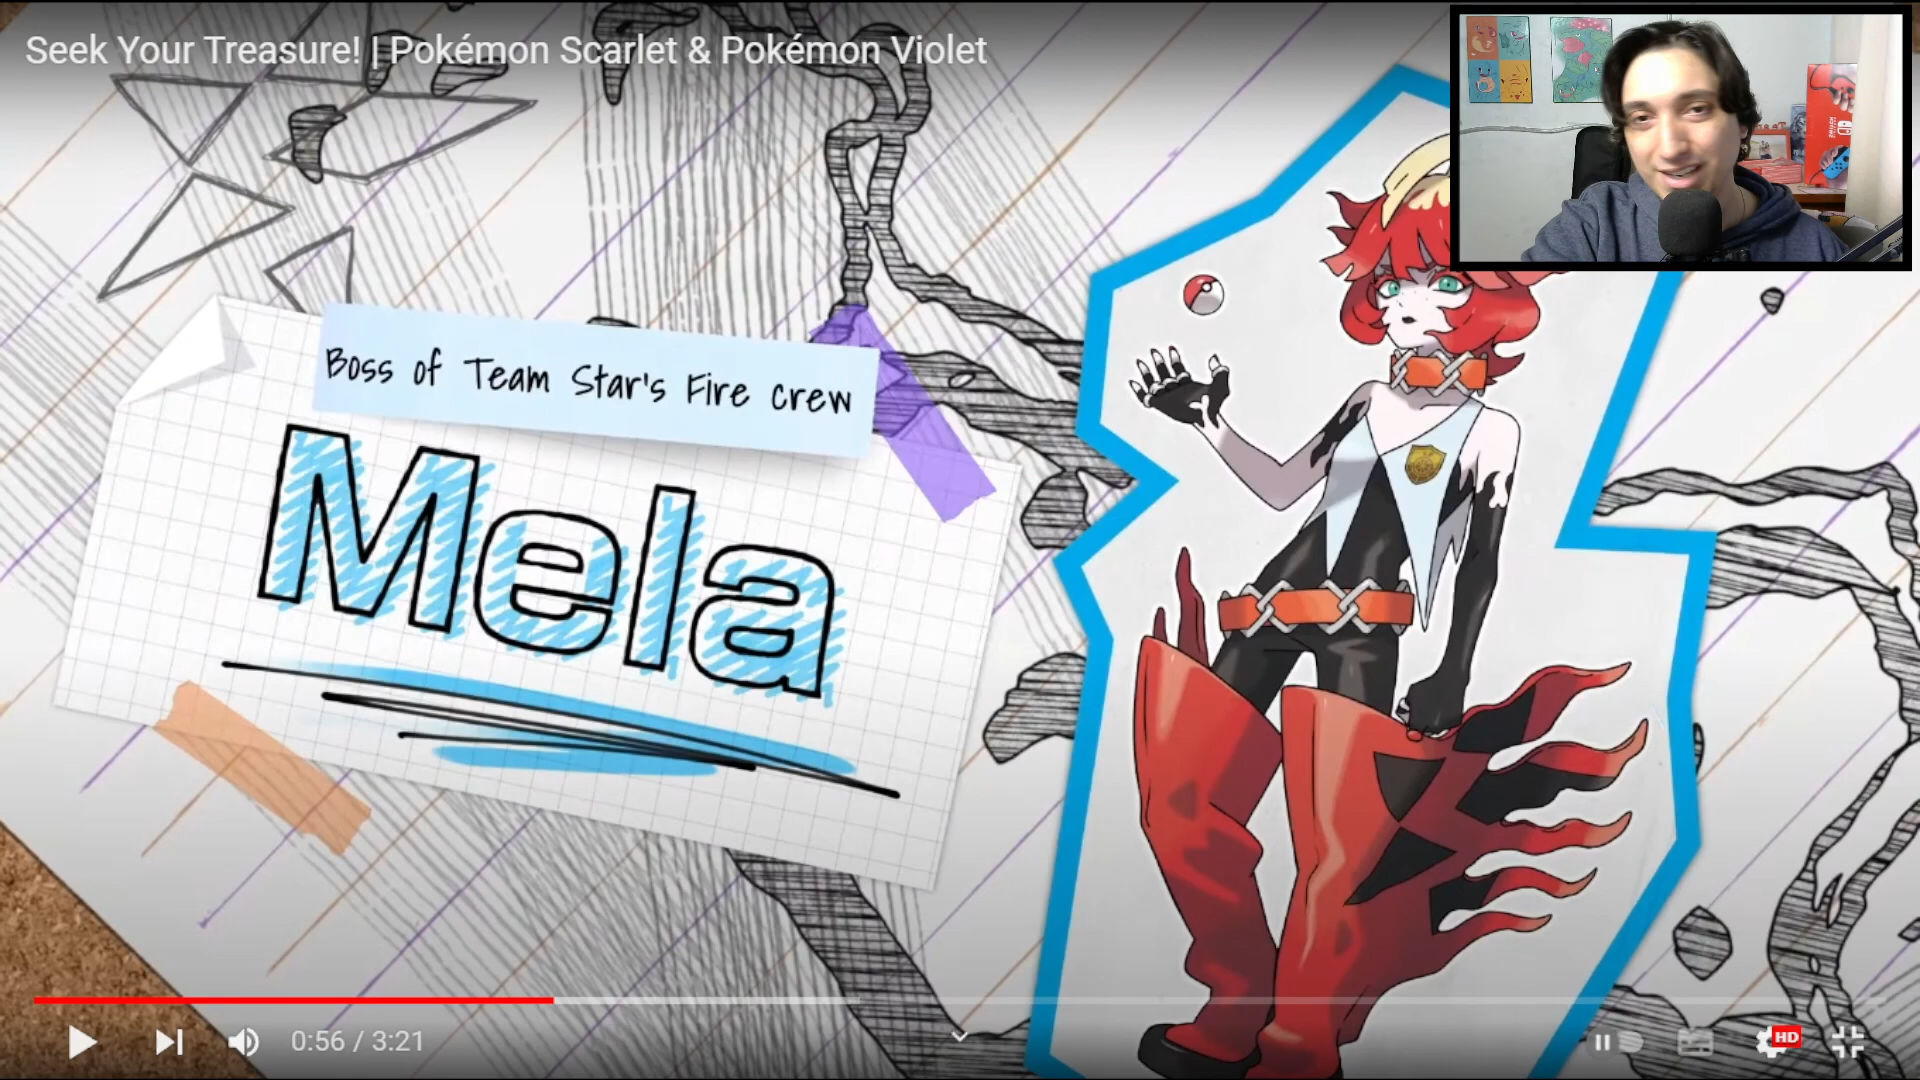 Seek Your Treasure! | Pokémon Scarlet & Pokémon Violet
Boss of Team Star's Fire crew
Mela
0:56 / 3:21
HD